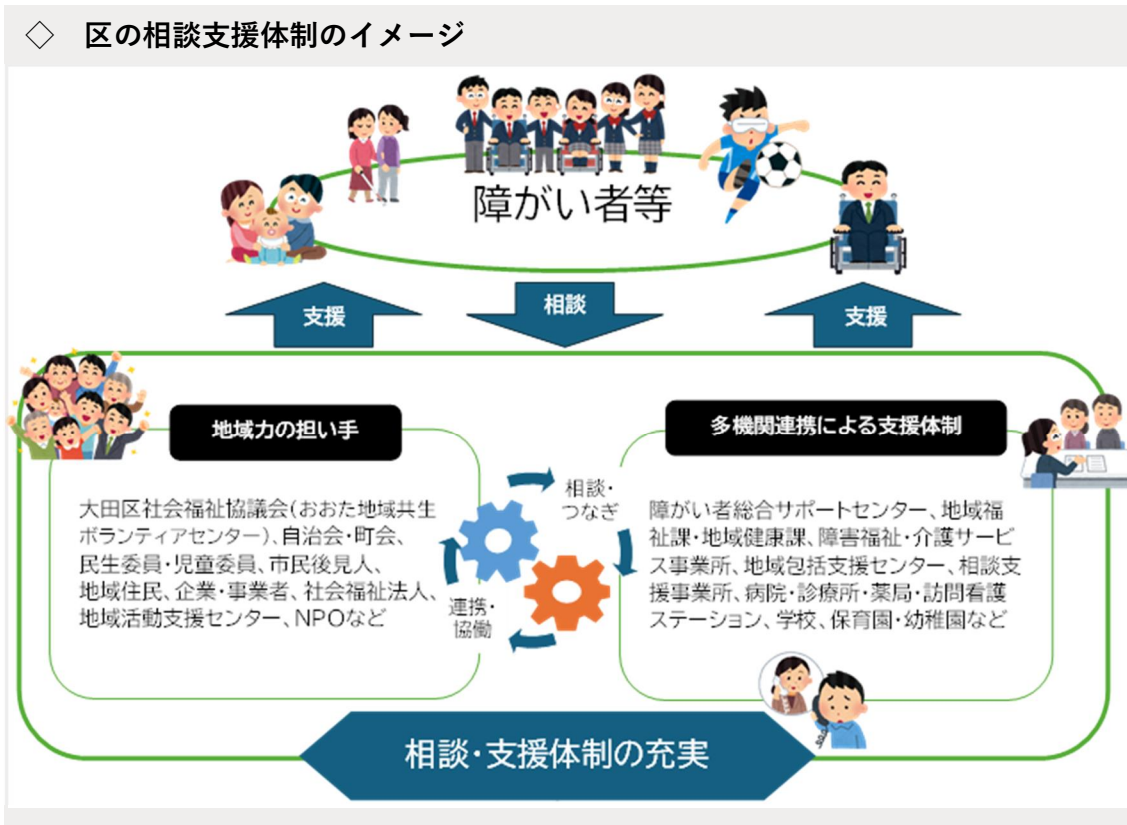 ◇ 区の相談支援体制のイメージ
障がい者等
支援
相談
支援
地域力の担い手
大田区社会福祉協議会(おおた地域共生
ボランティアセンター)、自治会・町会、
民生委員・児童委員、市民後見人、
地域住民、企業・事業者、社会福祉法人、
地域活動支援センター、NPOなど
相談・
つなぎ
連携・
協働
多機関連携による支援体制
障がい者総合サポートセンター、地域福
祉課・地域健康課、障害福祉・介護サービ
ス事業所、地域包括支援センター、相談支
援事業所、病院・診療所・薬局・訪問看護
ステーション、学校、保育園・幼稚園など
相談・支援体制の充実